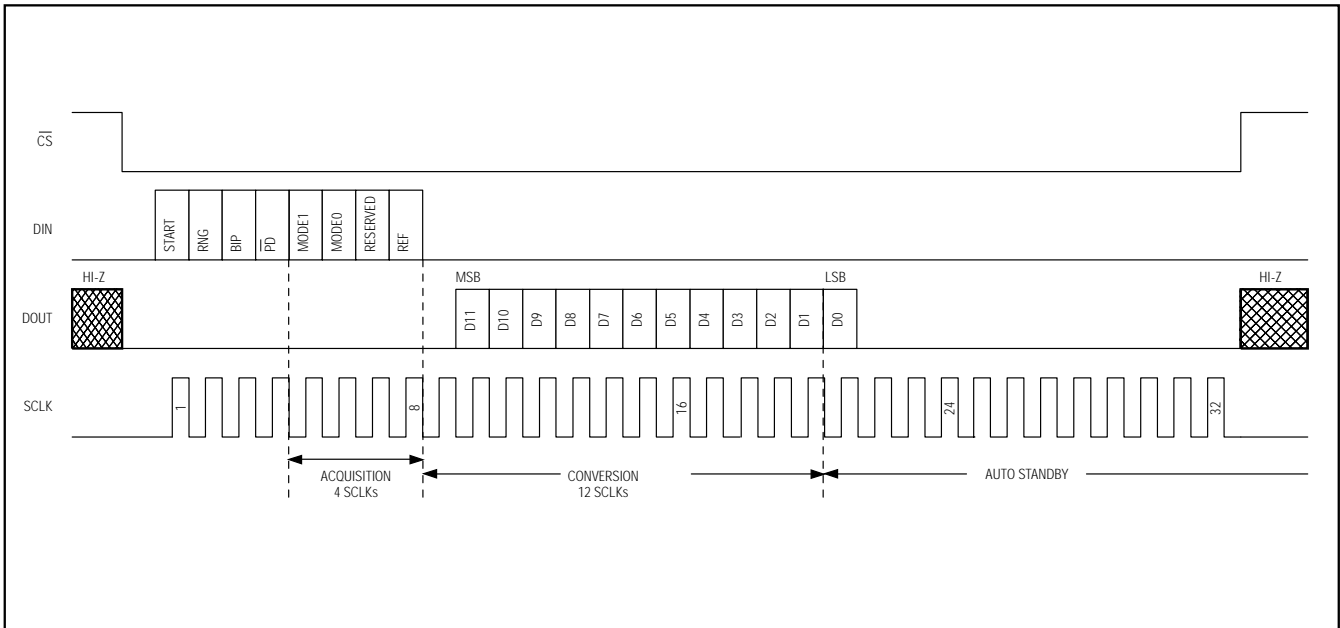 CS
DIN
START
RNG
BIP
PD
MODE1
MODE0
RESERVED
REF
HI-Z
MSB
LSB
HI-Z
DOUT
D11
D10
D9
D8
D7
D6
D5
D4
D3
D2
D1
D0
SCLK
1
8
16
24
32
ACQUISITION
4 SCLKs
CONVERSION
12 SCLKs
AUTO STANDBY